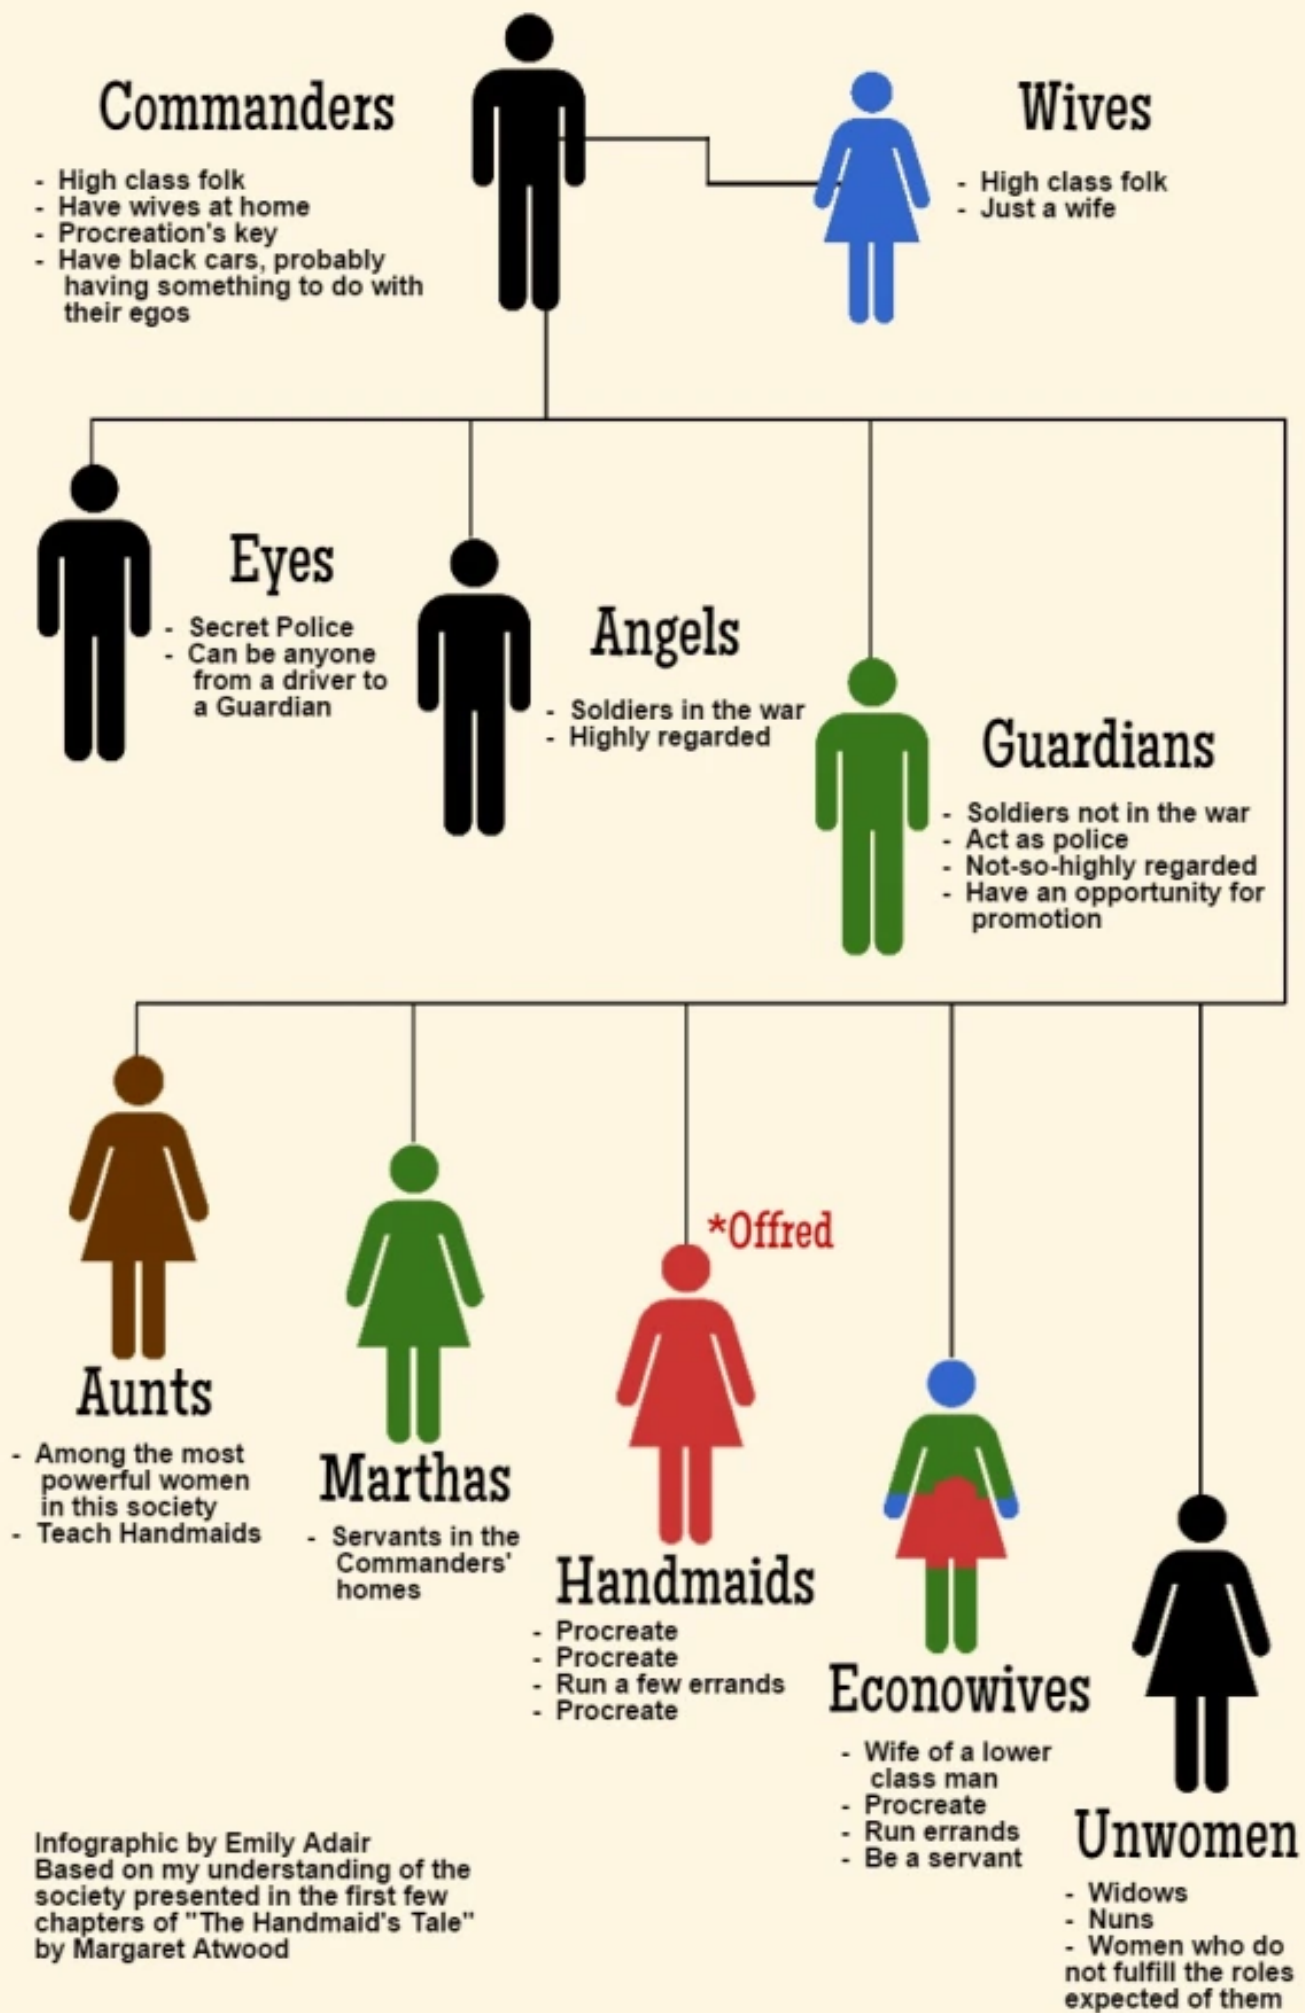 Commanders
- High class folk
- Have wives at home
- Procreation's key
- Have black cars, probably
having something to do with
their egos
Wives
- High class folk
- Just a wife
Eyes
- Secret Police
- Can be anyone
from a driver to
a Guardian
Angels
- Soldiers in the war
- Highly regarded
Guardians
- Soldiers not in the war
- Act as police
- Not-so-highly regarded
- Have an opportunity for
promotion
Aunts
- Among the most
powerful women
in this society
- Teach Handmaids
Marthas
- Servants in the
Commanders'
homes
*Offred
Handmaids
- Procreate
- Procreate
- Run a few errands
- Procreate
Econowives
- Wife of a lower
class man
- Procreate
- Run errands
- Be a servant
Unwomen
- Widows
- Nuns
- Women who do
not fulfill the roles
expected of them
Infographic by Emily Adair
Based on my understanding of the
society presented in the first few
chapters of "The Handmaid's Tale"
by Margaret Atwood